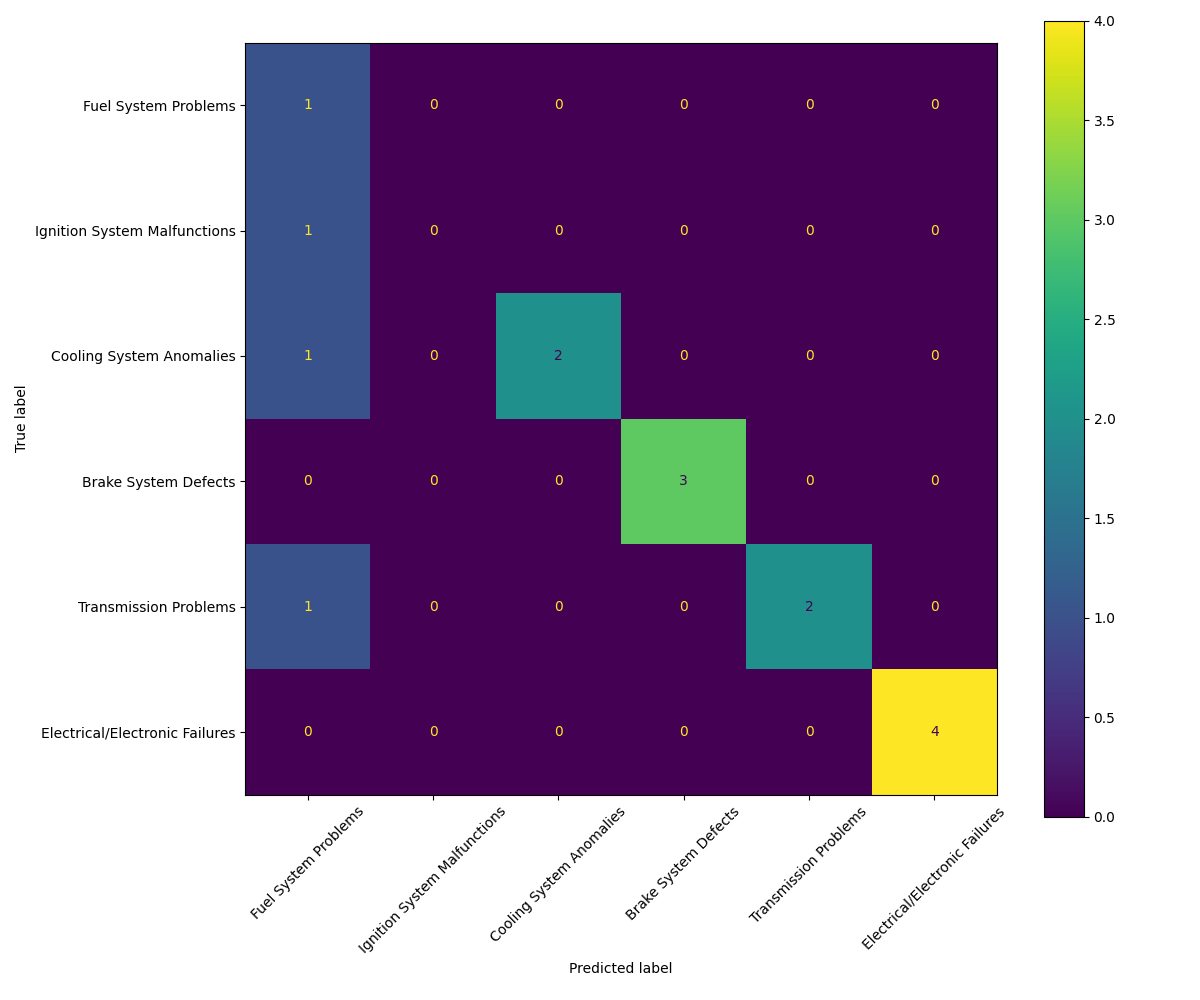 Fuel System Problems 1 0 0 0 0 0
Ignition System Malfunctions 1 0 0 0 0 0
Cooling System Anomalies 1 0 2 0 0 0
Brake System Defects 0 0 0 3 0 0
Transmission Problems 1 0 0 0 2 0
Electrical/Electronic Failures 0 0 0 0 0 4
True label
Fuel System Problems
Ignition System Malfunctions
Cooling System Anomalies
Brake System Defects
Transmission Problems
Electrical/Electronic Failures
Predicted label
4.0
3.5
3.0
2.5
2.0
1.5
1.0
0.5
0.0